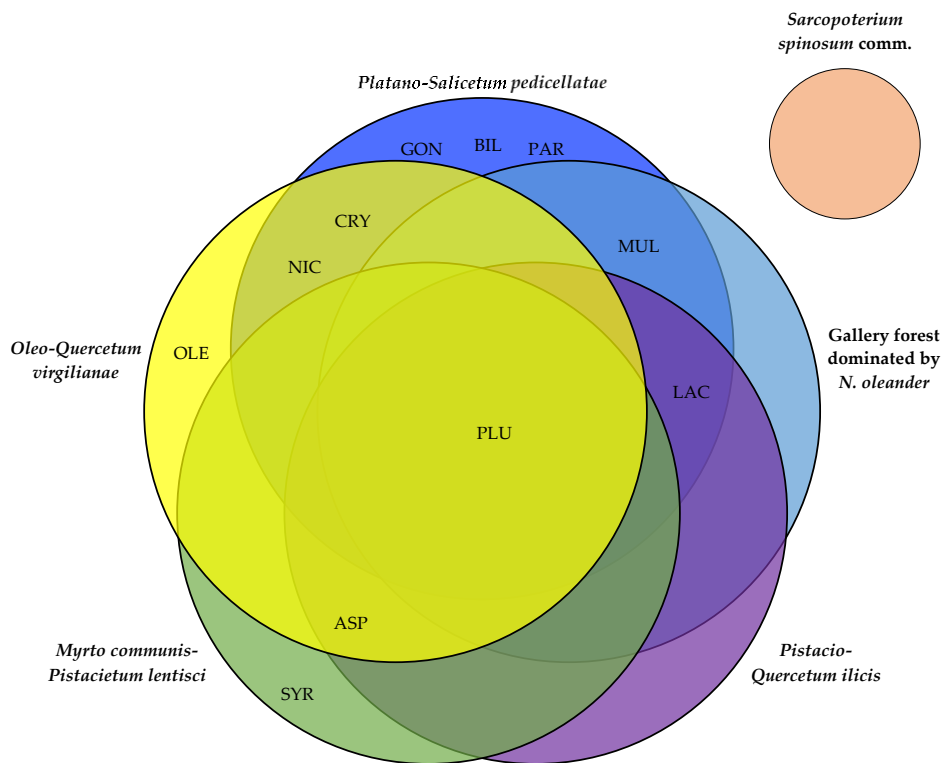 Sarcopoterium
spinosum comm.
Platano-Salicetum pedicellatae
GON
BIL
PAR
CRY
MUL
NIC
Oleo-Quercetum
virgilianae
OLE
Gallery forest
dominated by
N. oleander
LAC
PLU
ASP
Myrto communis-
Pistacietum lentisci
Pistacio-
Quercetum ilicis
SYR